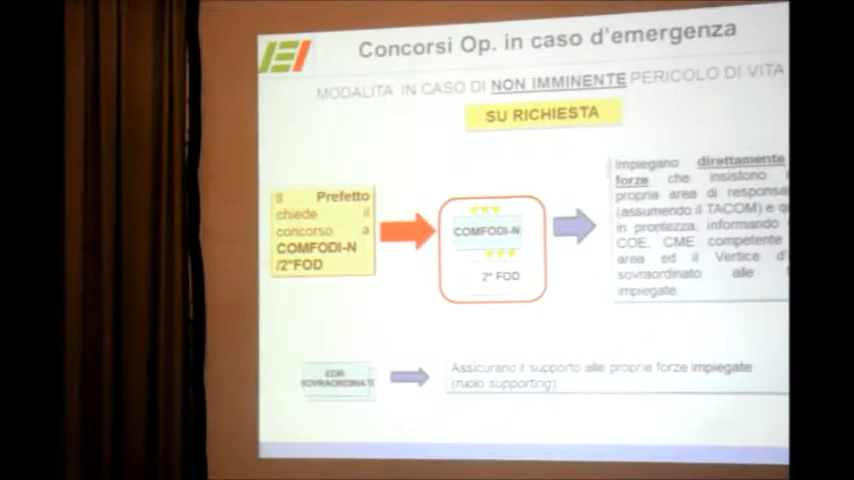 IEI
Concorsi Op. in caso d'emergenza
MODALITA IN CASO DI NON IMMINENTE PERICOLO DI VITA
SU RICHIESTA
Il Prefetto
chiede il
concorso a
COMFODI-N
/2°FOD
COMFODI-N
2° FOD
Impiegano direttamente
forze che insistono
propria area di
(assumendo il TACOM) e
in prontezza, informando
COE, CME competente
area ed il Vertice
sovraordinato alle
impiegate.
EDR
SOVRAORDINATI
Assicurano il supporto alle proprie forze impiegate
(ruolo supporting)